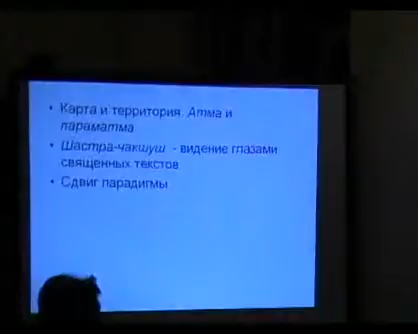 • Карта и территория. Атма и
параматма
• Шастра-чакшуш - видение глазами
священных текстов
• Сдвиг парадигмы